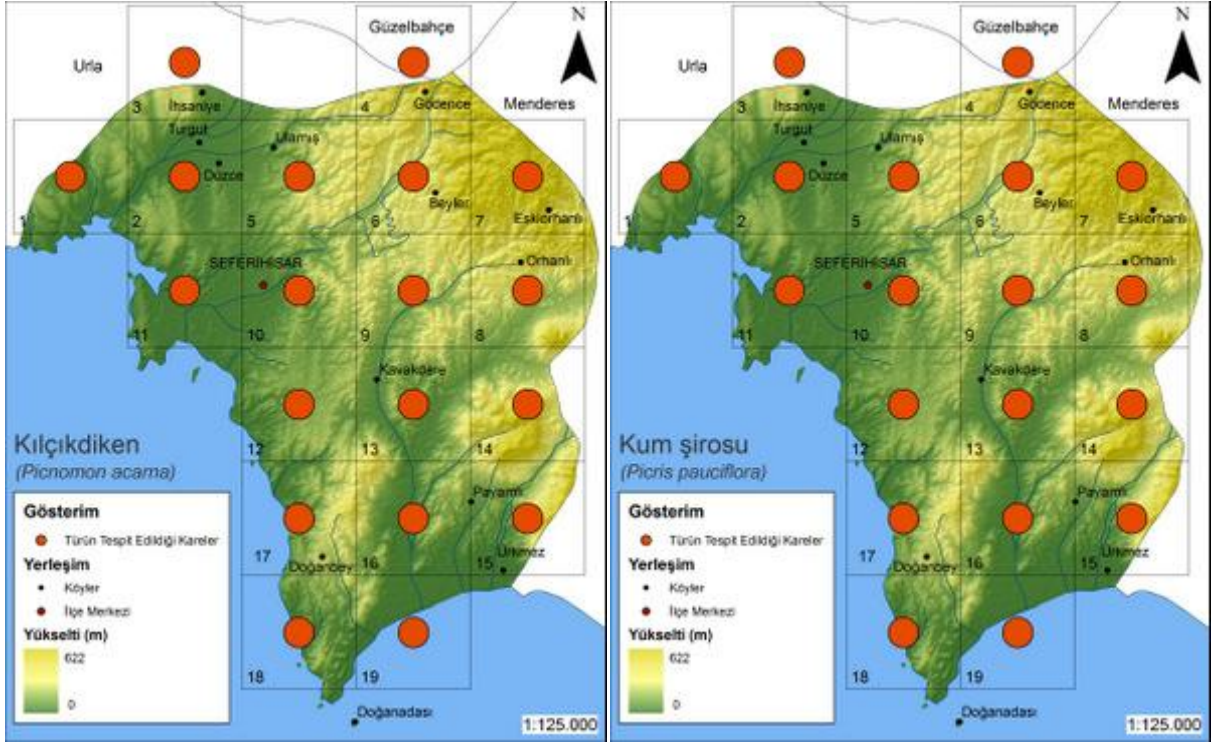 N
Güzelbahçe
Urla
İhsaniye
3
4
Gödence
Menderes
Turgut
Ulamış
Düzce
Beyler
Eskiorhanlı
1
2
5
6
7
SEFERİHİSAR
Orhanlı
11
10
9
8
Kavakdere
Kılçıkdiken
(Picnomon acarna)
12
13
14
Gösterim
Türün Tespit Edildiği Kareler
Yerleşim
Köyler
İlçe Merkezi
Yükselti (m)
622
0
Payamlı
Ürkmez
17
Doğanbey
16
15
18
19
Doğanadası
1:125.000
N
Güzelbahçe
Urla
İhsaniye
3
4
Gödence
Menderes
Turgut
Ulamış
Düzce
Beyler
Eskiorhanlı
1
2
5
6
7
SEFERİHİSAR
Orhanlı
11
10
9
8
Kavakdere
Kum şirosu
(Picris pauciflora)
12
13
14
Gösterim
Türün Tespit Edildiği Kareler
Yerleşim
Köyler
İlçe Merkezi
Yükselti (m)
622
0
Payamlı
Ürkmez
17
Doğanbey
16
15
18
19
Doğanadası
1:125.000